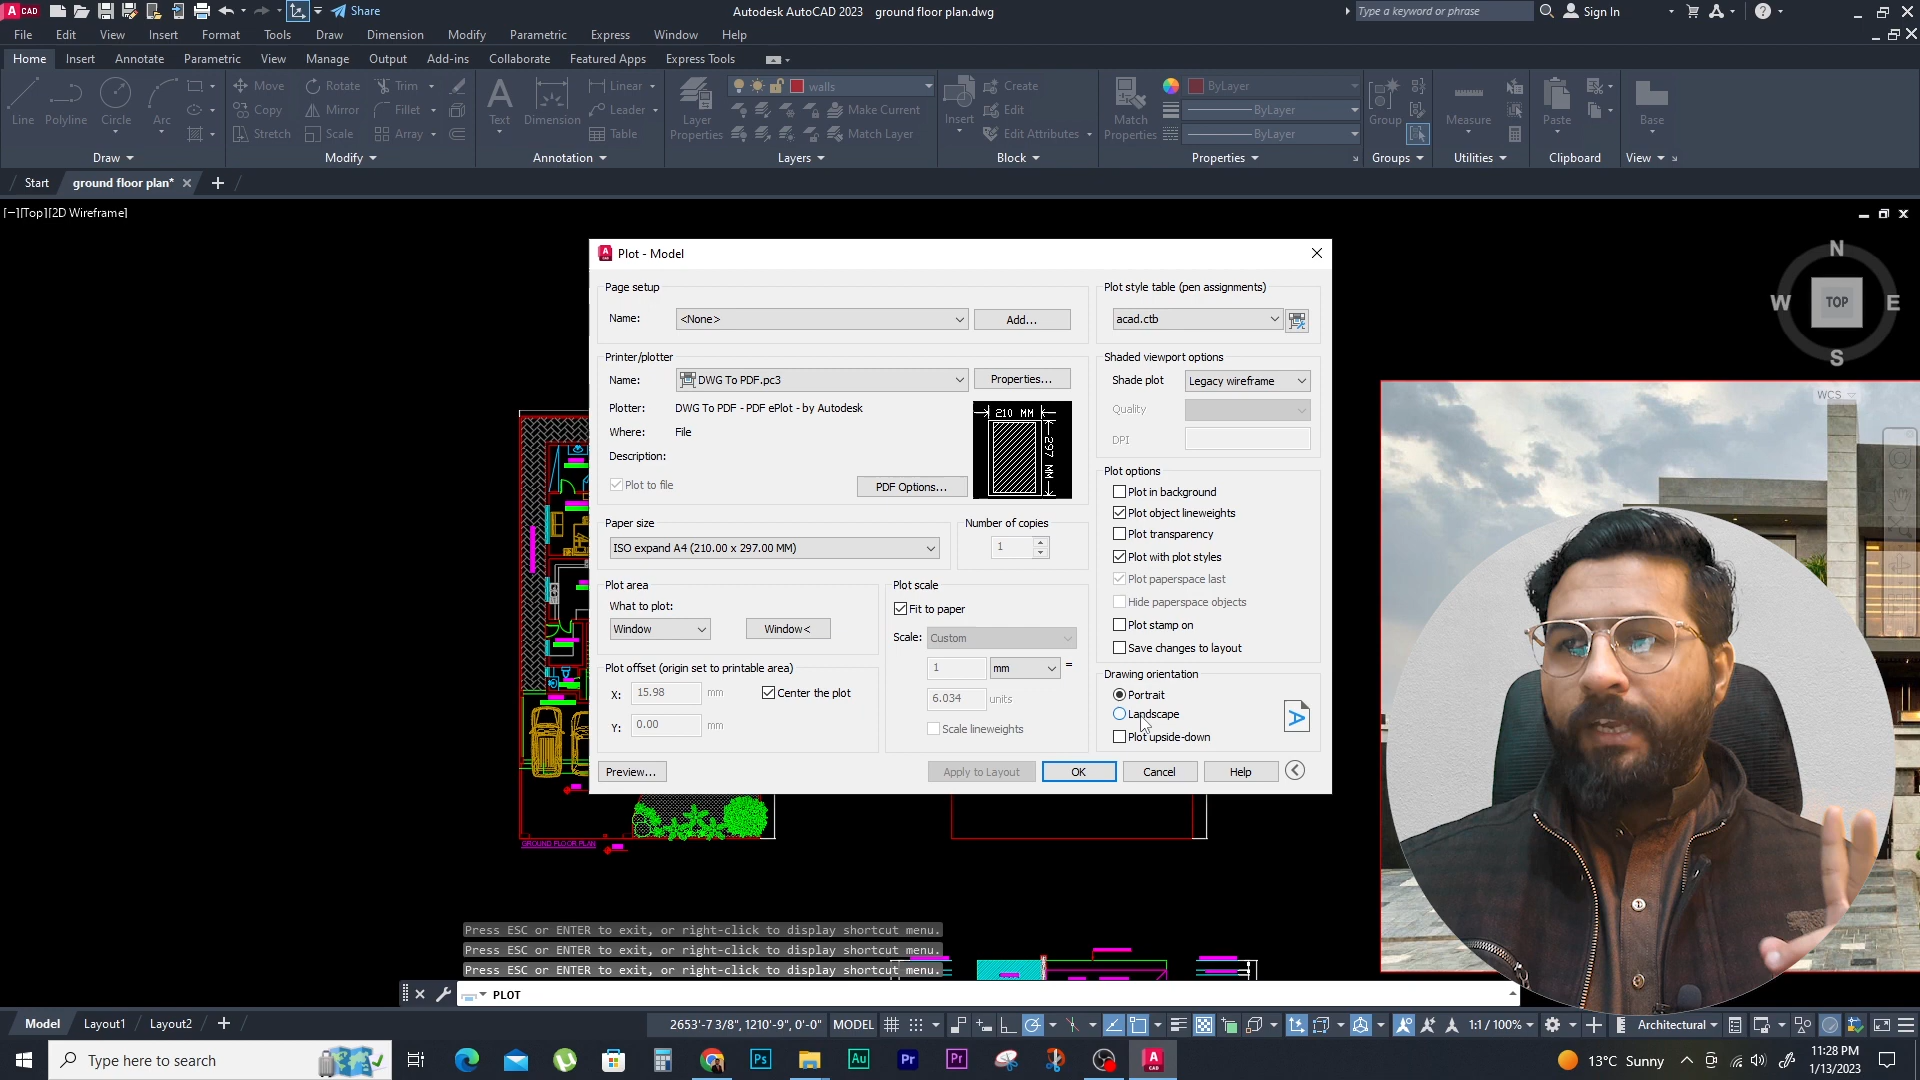 CAD Share Autodesk AutoCAD 2023 ground floor plan.dwg Type a keyword or phrase Sign In
File Edit View Insert Format Tools Draw Dimension Modify Parametric Express Window Help
Home Insert Annotate Parametric View Manage Output Add-ins Collaborate Featured Apps Express Tools
Line Polyline Circle Arc
Move Rotate Trim
Copy Mirror Fillet
Stretch Scale Array
Text Dimension
Linear
Leader
Table
Layer
Properties
walls
Make Current
Match Layer
Insert
Create
Edit
Edit Attributes
Match
Properties
ByLayer
ByLayer
ByLayer
Group
Measure
Paste
Base
Draw Modify Annotation Layers Block Properties Groups Utilities Clipboard View
Start ground floor plan*
[−][Top][2D Wireframe]
N
W TOP E
S
WCS
Plot - Model
Page setup
Name: <None> Add...
Printer/plotter
Name: DWG To PDF.pc3 Properties...
Plotter: DWG To PDF - PDF ePlot - by Autodesk
Where: File
Description:
Plot to file PDF Options...
210 MM
297 MM
Paper size
ISO expand A4 (210.00 x 297.00 MM)
Number of copies
1
Plot area
What to plot:
Window Window<
Plot offset (origin set to printable area)
X: 15.98 mm Center the plot
Y: 0.00 mm
Plot scale
Fit to paper
Scale: Custom
1 mm =
6.034 units
Scale lineweights
Plot style table (pen assignments)
acad.ctb
Shaded viewport options
Shade plot Legacy wireframe
Quality
DPI
Plot options
Plot in background
Plot object lineweights
Plot transparency
Plot with plot styles
Plot paperspace last
Hide paperspace objects
Plot stamp on
Save changes to layout
Drawing orientation
Portrait
Landscape
Plot upside-down
A
Preview... Apply to Layout OK Cancel Help
GROUND FLOOR PLAN
Press ESC or ENTER to exit, or right-click to display shortcut menu.
Press ESC or ENTER to exit, or right-click to display shortcut menu.
Press ESC or ENTER to exit, or right-click to display shortcut menu.
PLOT
Model Layout1 Layout2 2653'-7 3/8", 1210'-9", 0'-0" MODEL 1:1 / 100% Architectural
Type here to search
Ps Au Pr Pr A CAD
13°C Sunny
11:28 PM
1/13/2023